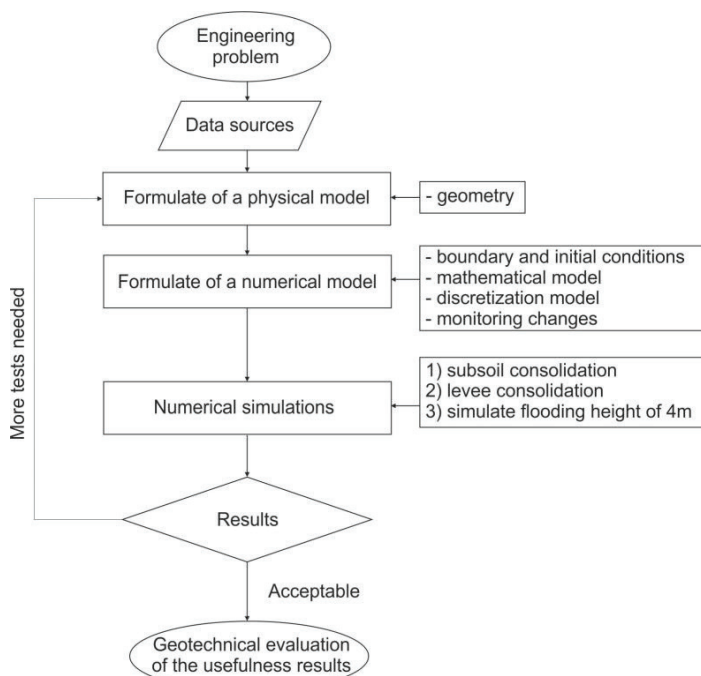 Engineering
problem
Data sources
Formulate of a physical model
- geometry
Formulate of a numerical model
- boundary and initial conditions
- mathematical model
- discretization model
- monitoring changes
More tests needed
Numerical simulations
1) subsoil consolidation
2) levee consolidation
3) simulate flooding height of 4m
Results
Acceptable
Geotechnical evaluation
of the usefulness results